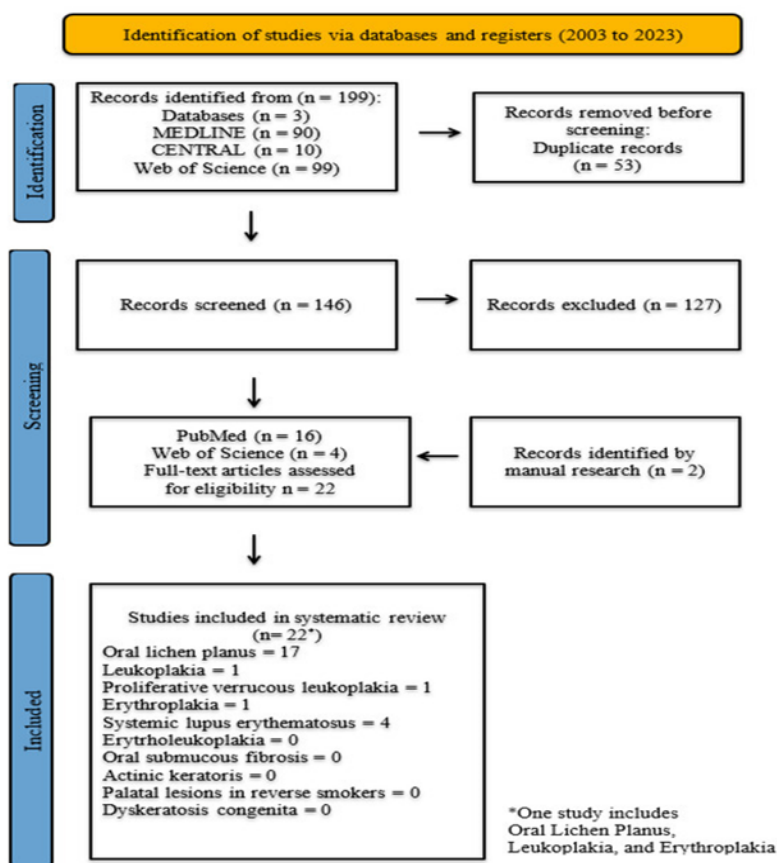 Identification of studies via databases and registers (2003 to 2023)
Identification
Records identified from (n = 199):
Databases (n = 3)
MEDLINE (n = 90)
CENTRAL (n = 10)
Web of Science (n = 99)
Records removed before
screening:
Duplicate records
(n = 53)
Screening
Records screened (n = 146)
Records excluded (n = 127)
PubMed (n = 16)
Web of Science (n = 4)
Full-text articles assessed
for eligibility n = 22
Records identified by
manual research (n = 2)
Included
Studies included in systematic review
(n= 22*)
Oral lichen planus = 17
Leukoplakia = 1
Proliferative verrucous leukoplakia = 1
Erythroplakia = 1
Systemic lupus erythematosus = 4
Erytrholeukoplakia = 0
Oral submucous fibrosis = 0
Actinic keratoris = 0
Palatal lesions in reverse smokers = 0
Dyskeratosis congenita = 0
*One study includes
Oral Lichen Planus,
Leukoplakia, and Erythroplakia